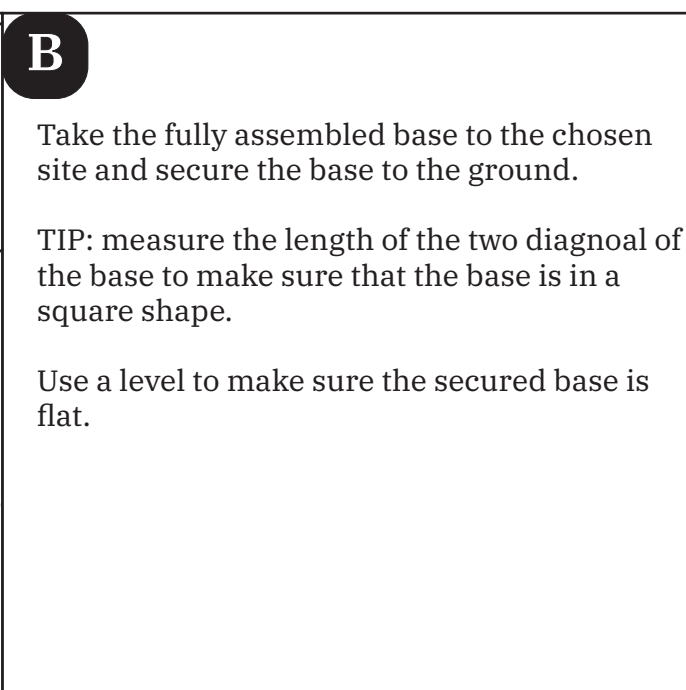 B
Take the fully assembled base to the chosen
site and secure the base to the ground.
TIP: measure the length of the two diagnoal of
the base to make sure that the base is in a
square shape.
Use a level to make sure the secured base is
flat.